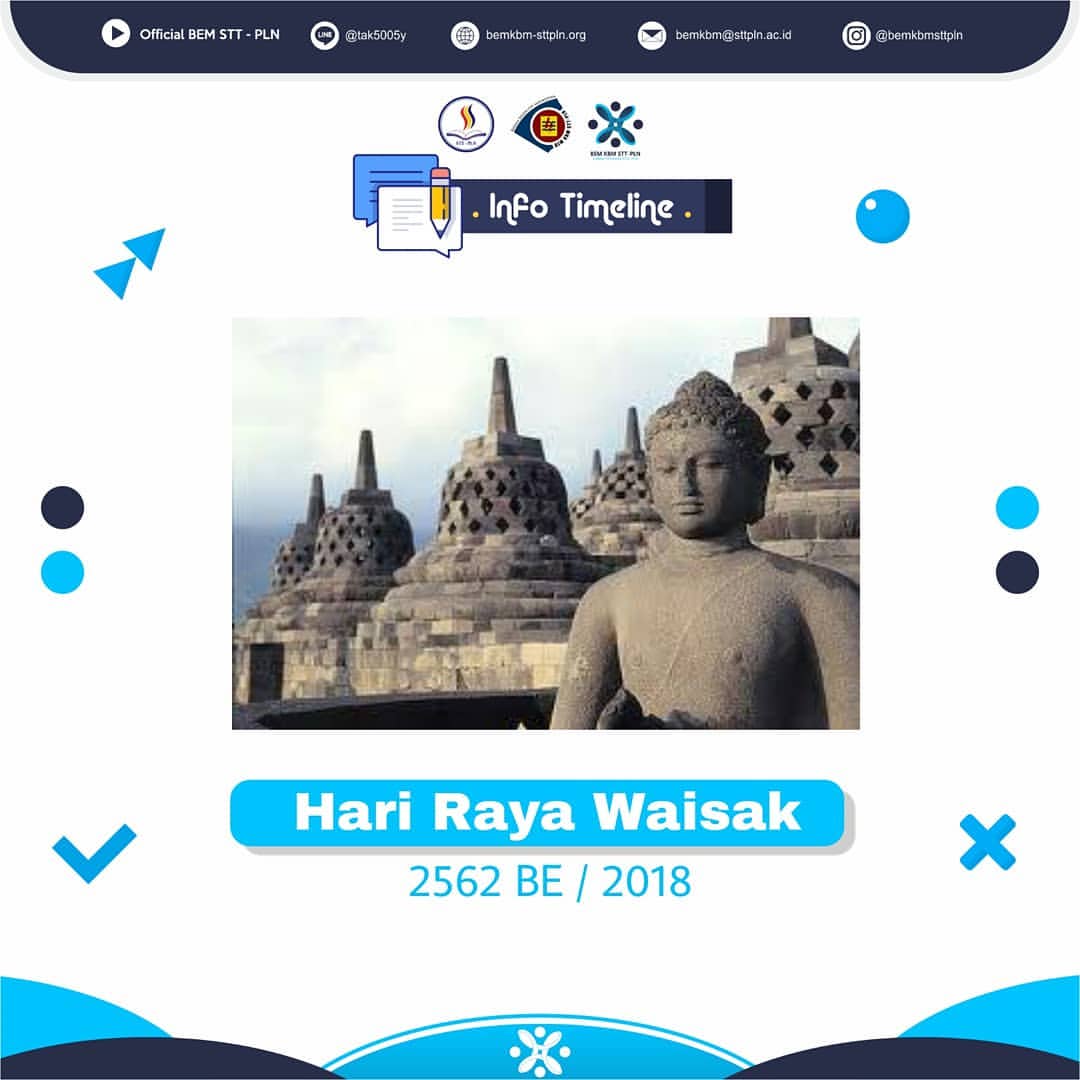 Official BEM STT - PLN
LINE
@tak5005y
bemkbm-sttpln.org
bemkbm@sttpln.ac.id
@bemkbmsttpln
STT - PLN
BEM KBM STT-PLN
. Info Timeline .
Hari Raya Waisak
2562 BE / 2018